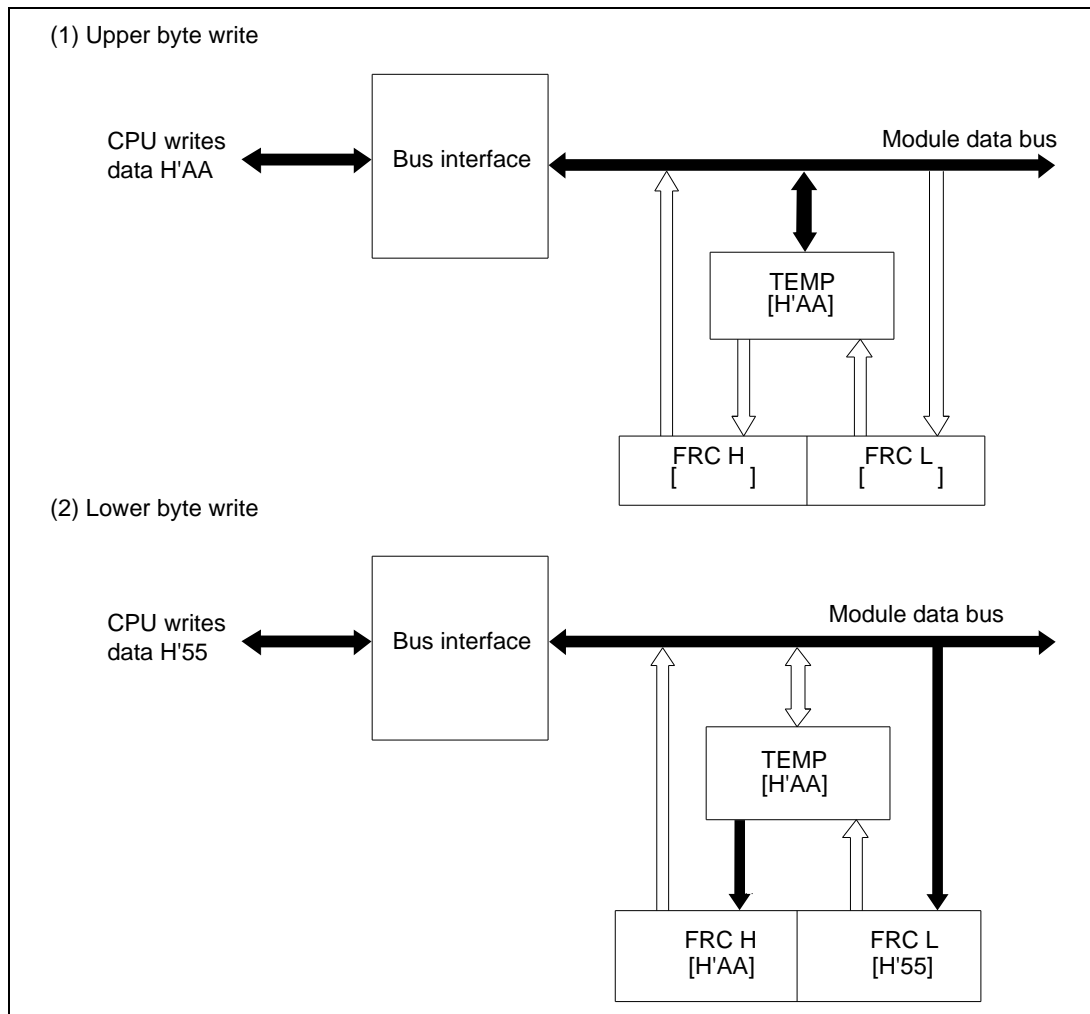 (1) Upper byte write
CPU writes
data H'AA
Bus interface
Module data bus
TEMP
[H'AA]
FRC H
[ ]
FRC L
[ ]
(2) Lower byte write
CPU writes
data H'55
Bus interface
Module data bus
TEMP
[H'AA]
FRC H
[H'AA]
FRC L
[H'55]